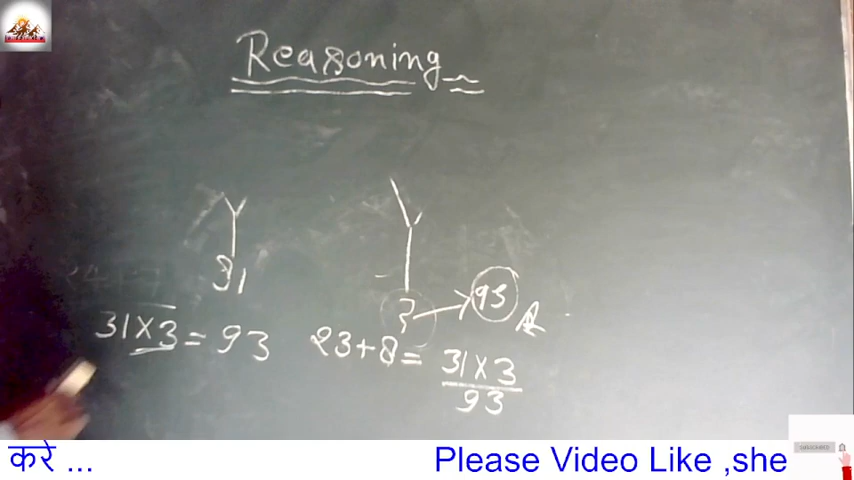 Reasoning
31
?
93
31×3=93
23+8=31×3
93
करे ...
Please Video Like ,she